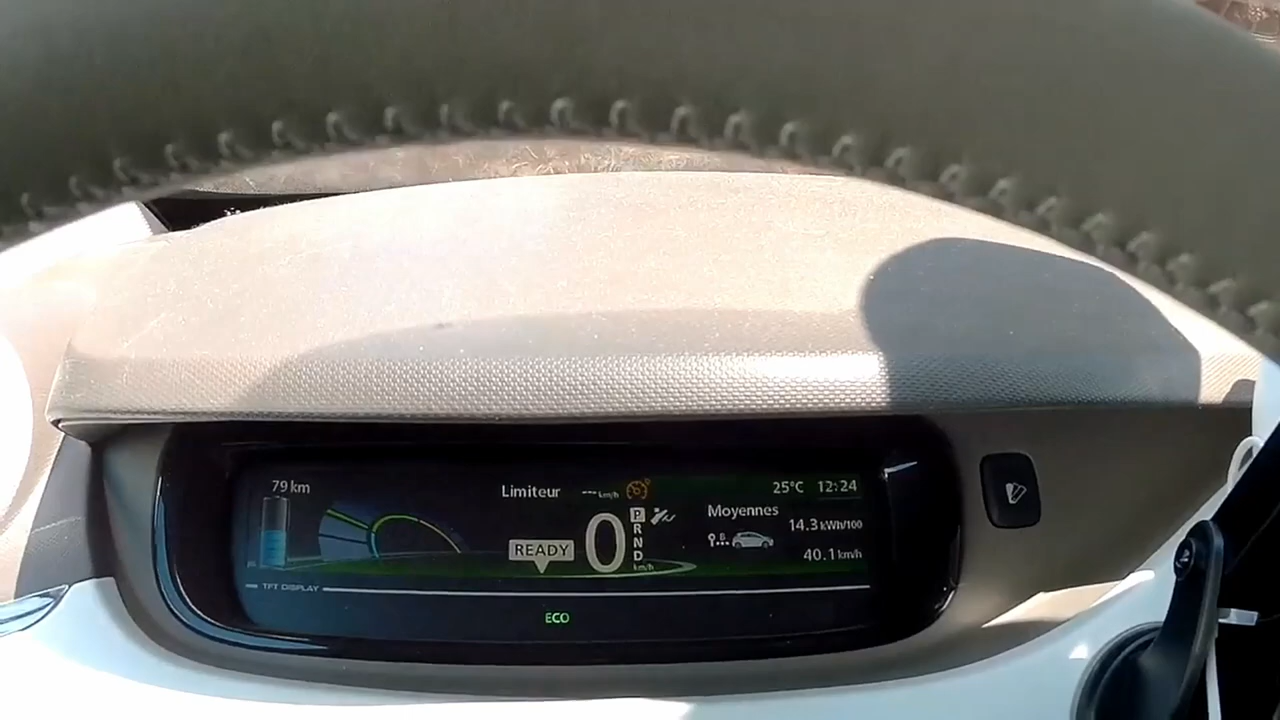 79 km
Limiteur ---km/h
25°C 12:24
READY
0
km/h
P
R
N
D
Moyennes
14.3 kWh/100
B
40.1 km/h
TFT DISPLAY
ECO